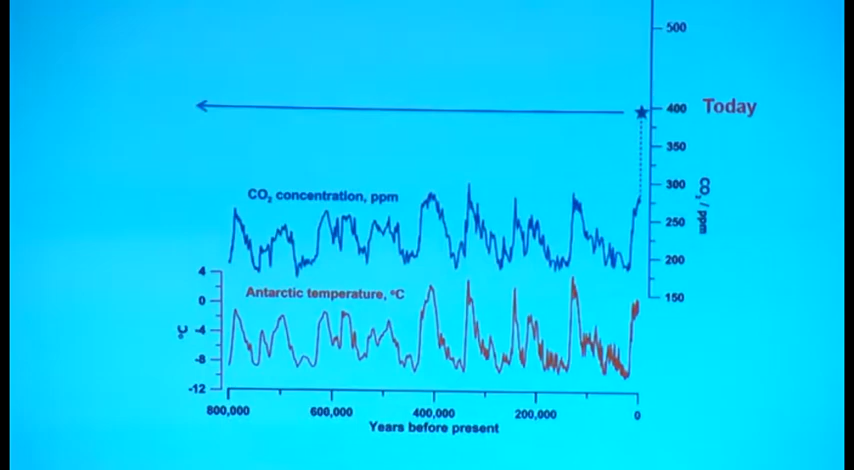 500
400 Today
350
300
CO₂ / ppm
CO₂ concentration, ppm
250
200
150
4
Antarctic temperature, °C
0
°C
-4
-8
-12
800,000 600,000 400,000 200,000 0
Years before present